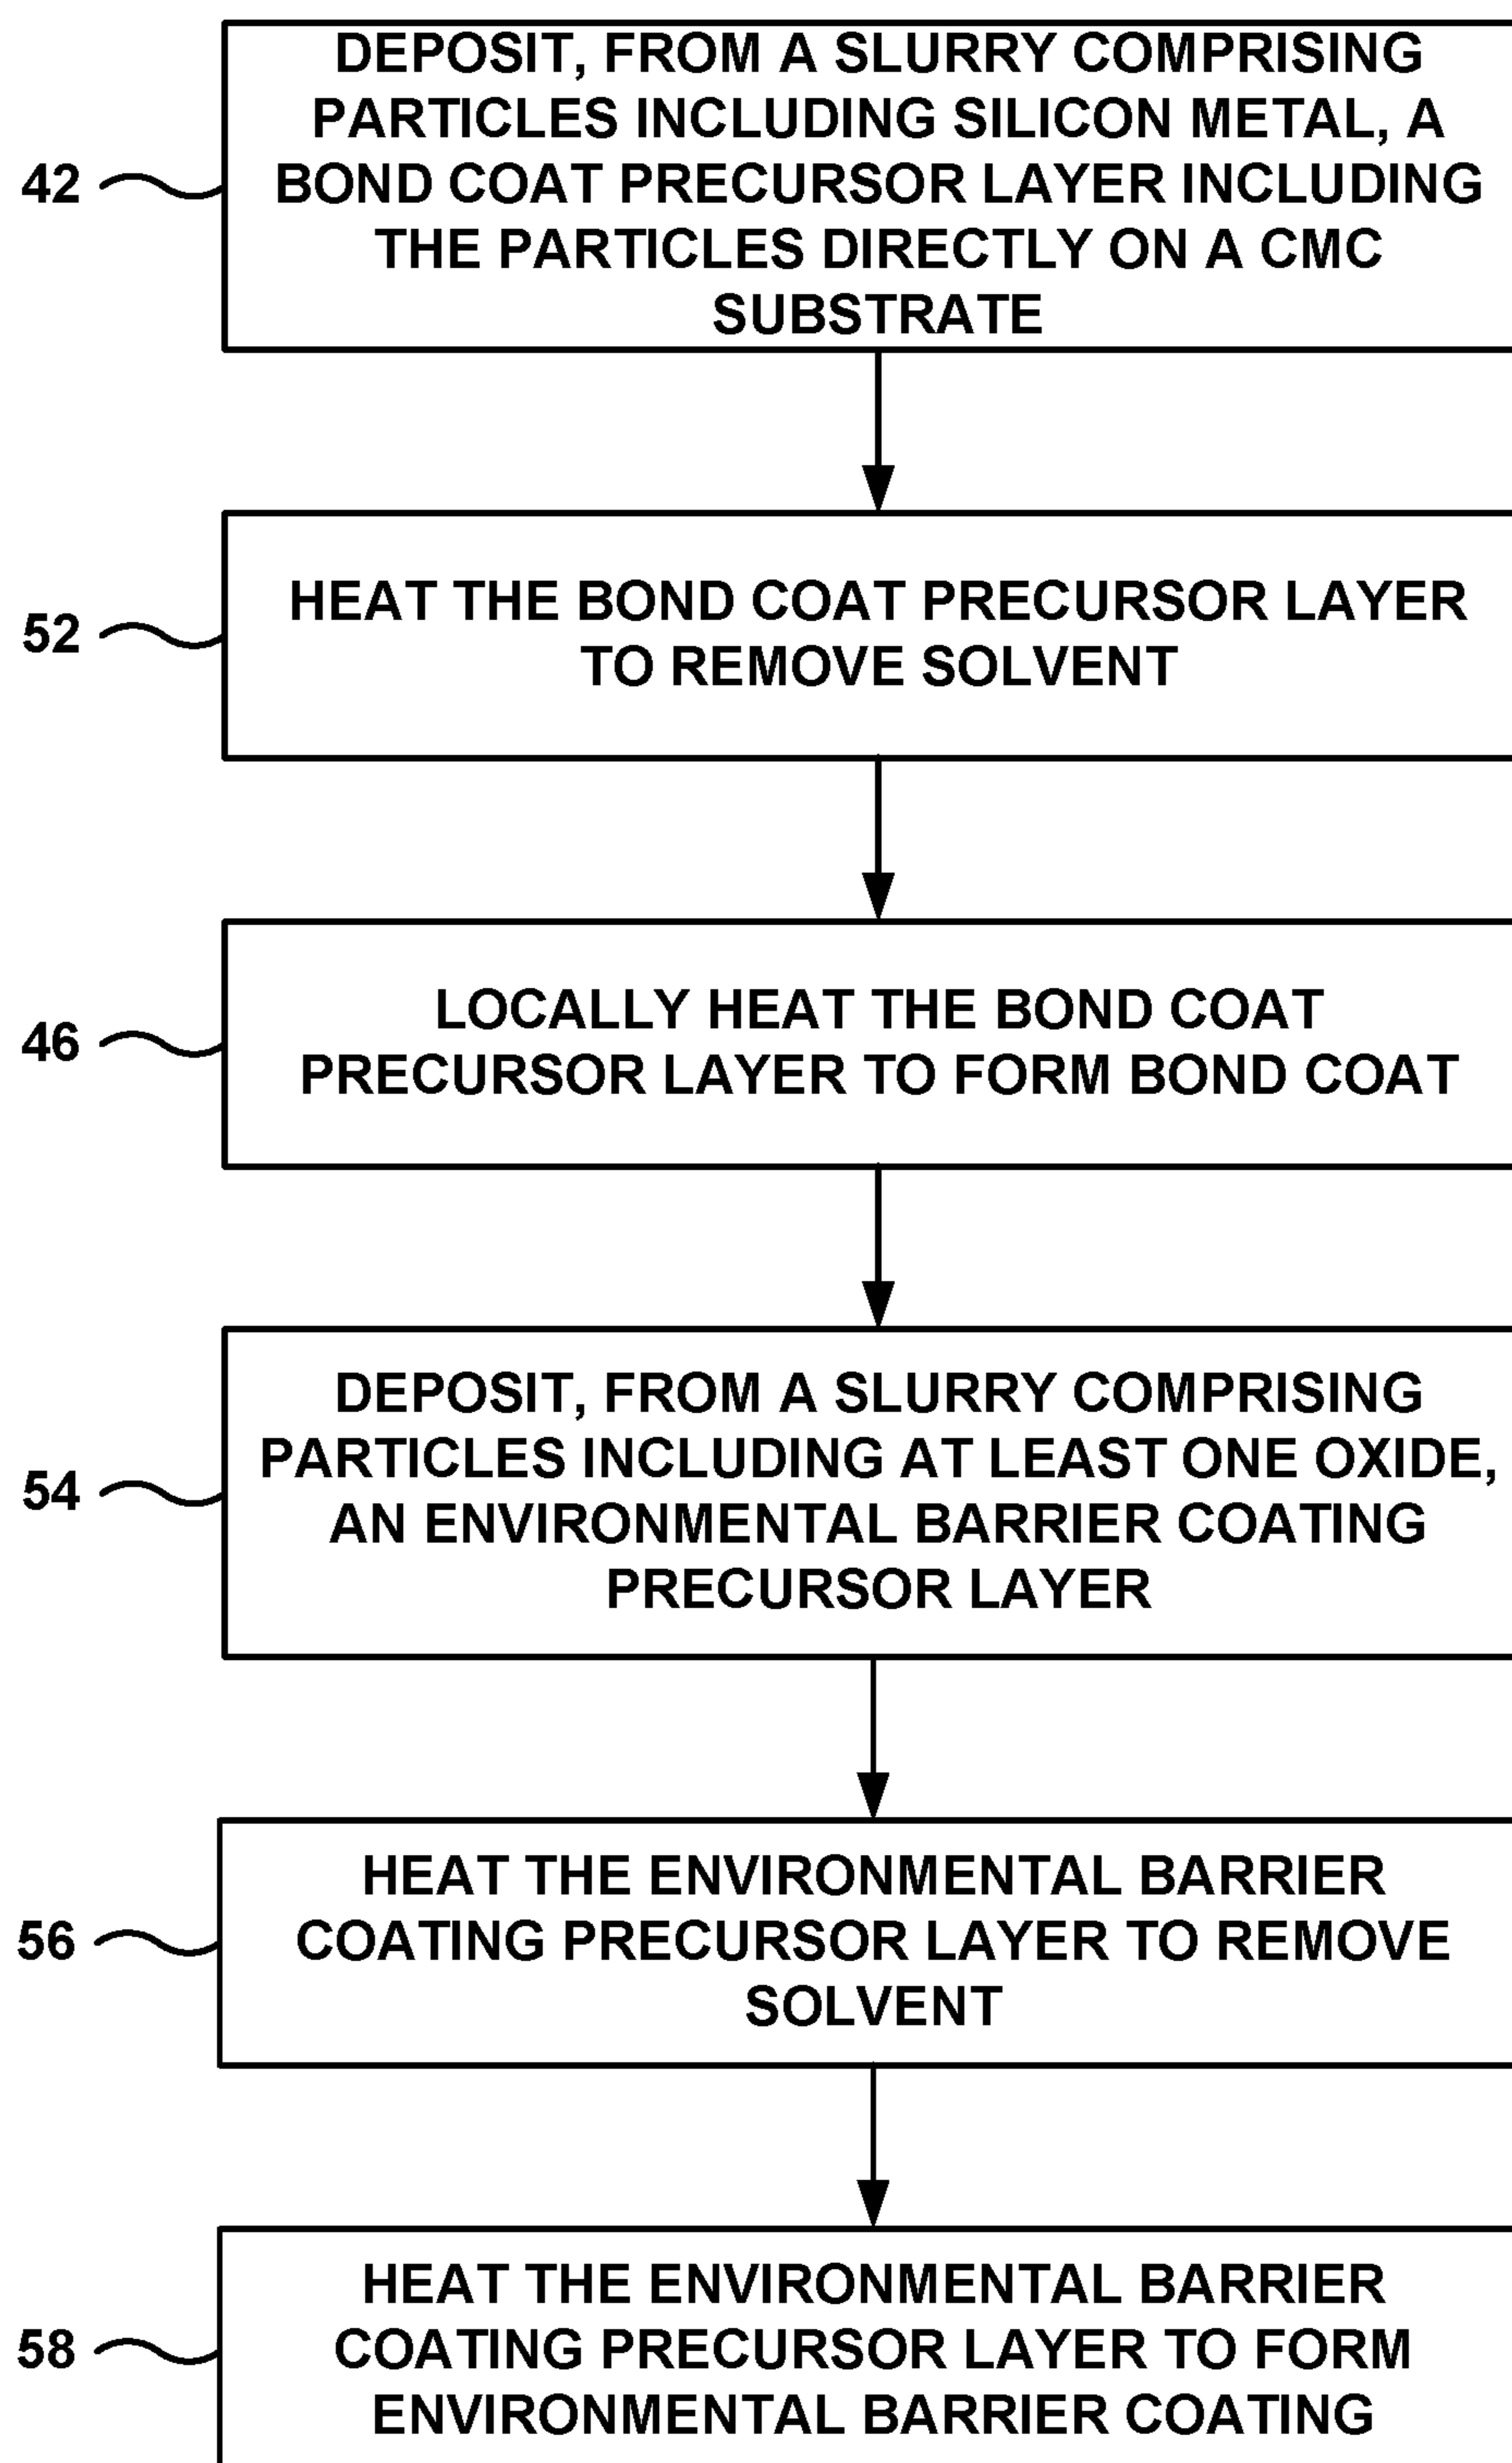 DEPOSIT, FROM A SLURRY COMPRISING
PARTICLES INCLUDING SILICON METAL, A
BOND COAT PRECURSOR LAYER INCLUDING
THE PARTICLES DIRECTLY ON A CMC
SUBSTRATE
42
HEAT THE BOND COAT PRECURSOR LAYER
TO REMOVE SOLVENT
52
LOCALLY HEAT THE BOND COAT
PRECURSOR LAYER TO FORM BOND COAT
46
DEPOSIT, FROM A SLURRY COMPRISING
PARTICLES INCLUDING AT LEAST ONE OXIDE,
AN ENVIRONMENTAL BARRIER COATING
PRECURSOR LAYER
54
HEAT THE ENVIRONMENTAL BARRIER
COATING PRECURSOR LAYER TO REMOVE
SOLVENT
56
HEAT THE ENVIRONMENTAL BARRIER
COATING PRECURSOR LAYER TO FORM
ENVIRONMENTAL BARRIER COATING
58